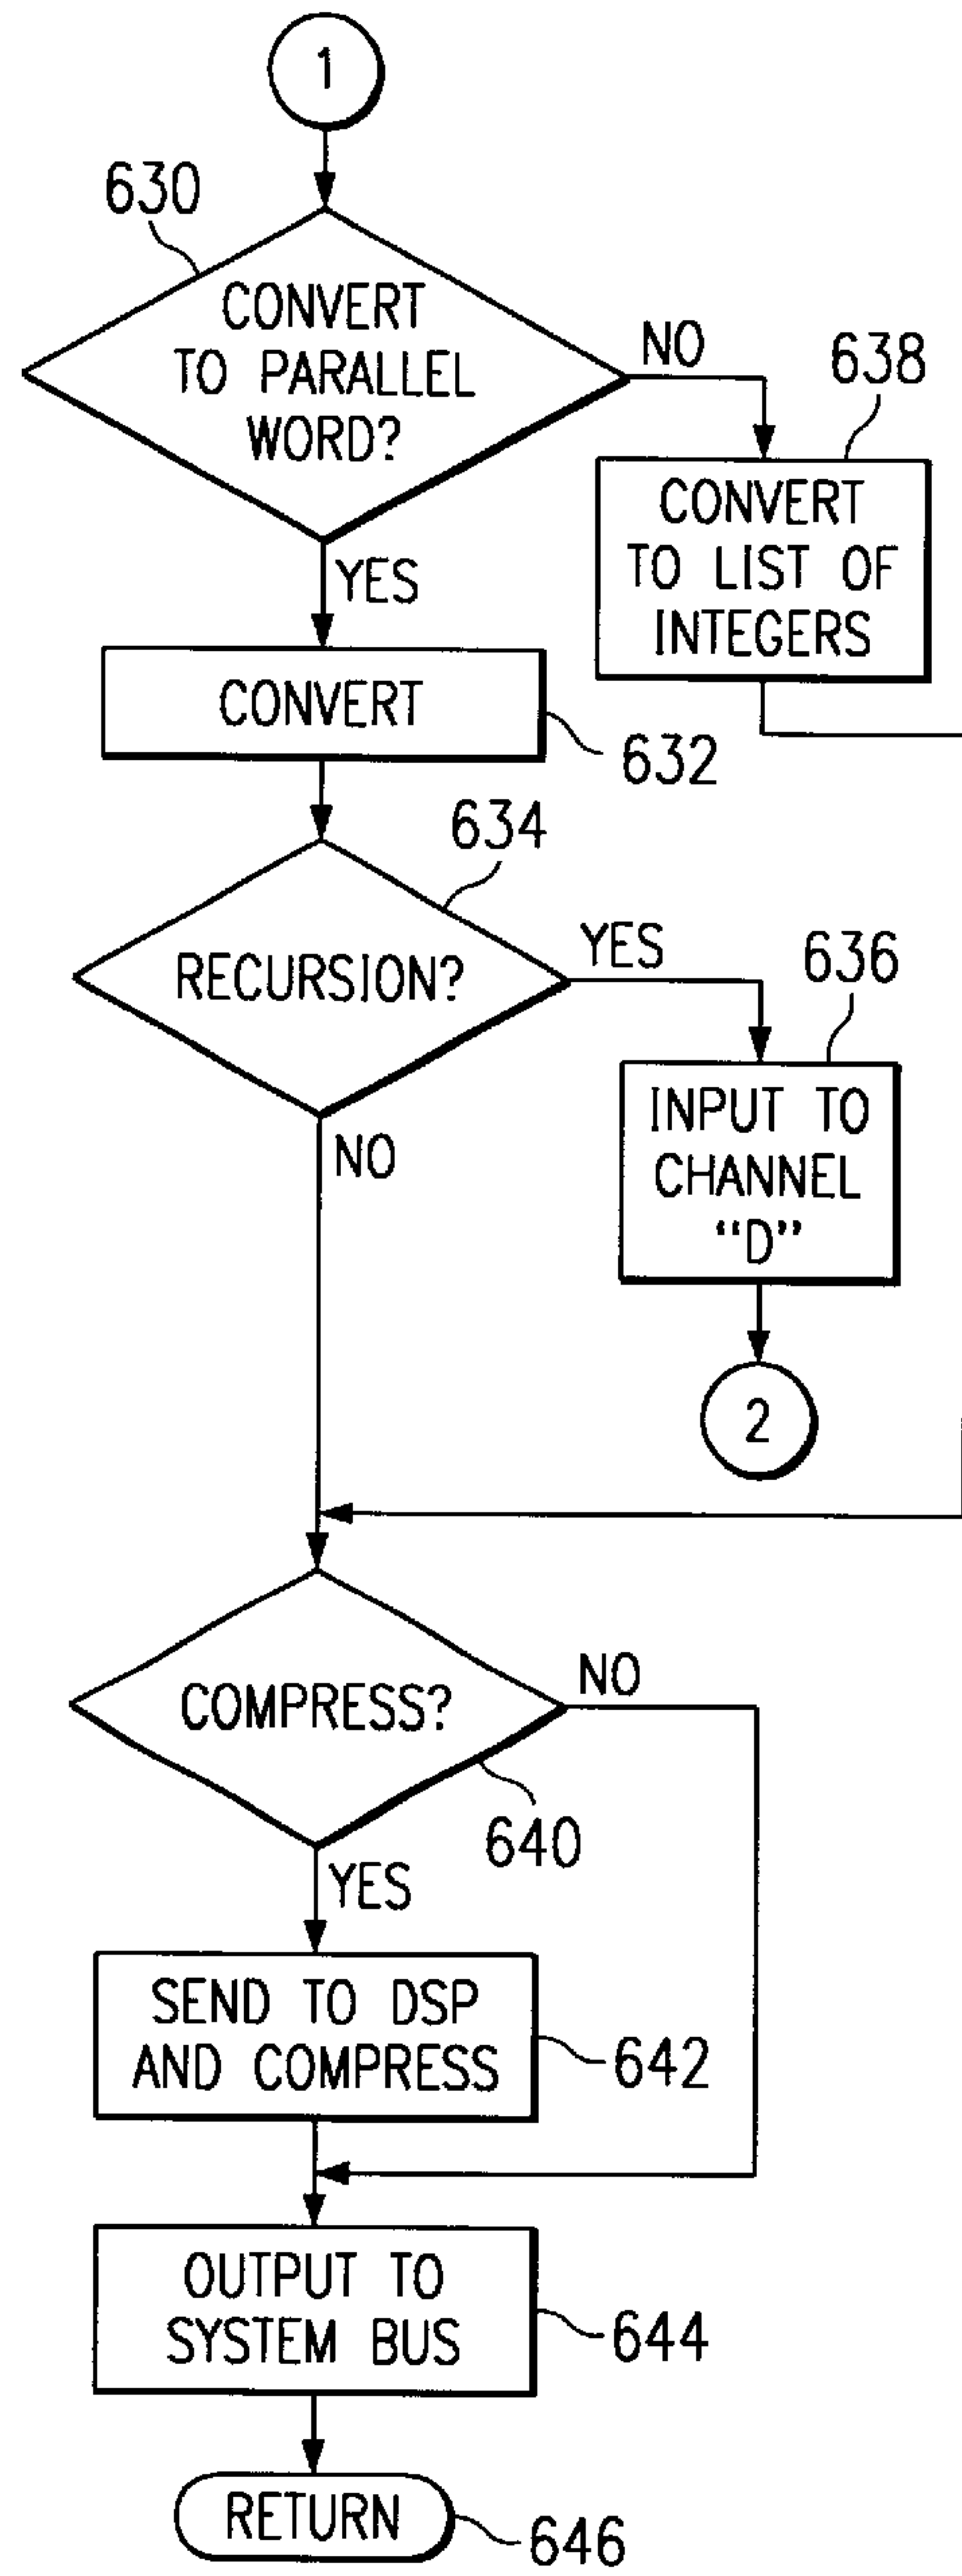 1
630
CONVERT
TO PARALLEL
WORD?
NO
638
CONVERT
TO LIST OF
INTEGERS
YES
CONVERT
632
634
RECURSION?
YES
636
INPUT TO
CHANNEL
“D”
NO
2
COMPRESS?
NO
640
YES
SEND TO DSP
AND COMPRESS
642
OUTPUT TO
SYSTEM BUS
644
RETURN
646